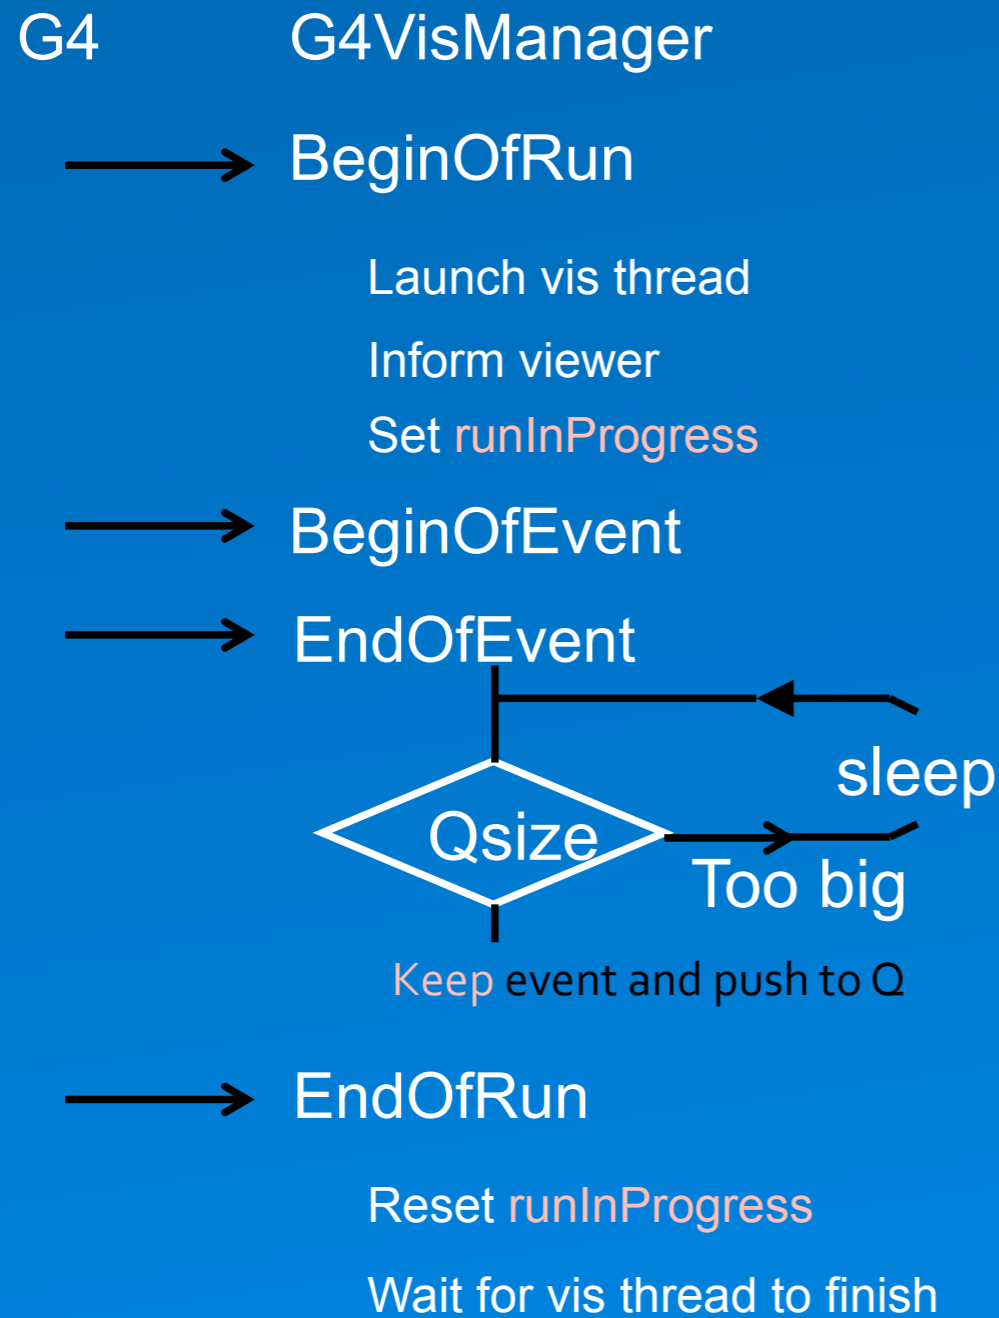 G4 G4VisManager
BeginOfRun
Launch vis thread
Inform viewer
Set runInProgress
BeginOfEvent
EndOfEvent
sleep
Qsize
Too big
Keep event and push to Q
EndOfRun
Reset runInProgress
Wait for vis thread to finish